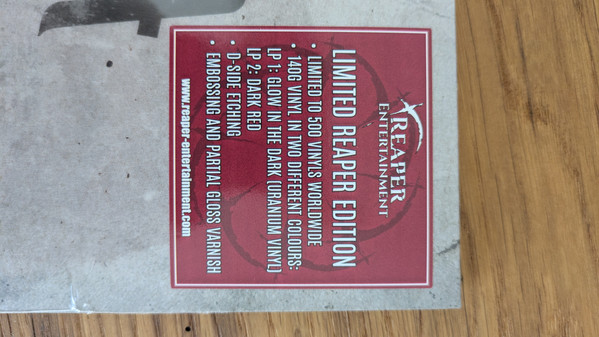 REAPER
ENTERTAINMENT
LIMITED REAPER EDITION
• LIMITED TO 500 VINYLS WORLDWIDE
• 140G VINYL IN TWO DIFFERENT COLOURS:
LP 1: GLOW IN THE DARK (URANIUM VINYL)
LP 2: DARK RED
• D-SIDE ETCHING
• EMBOSSING AND PARTIAL GLOSS VARNISH
www.reaper-entertainment.com